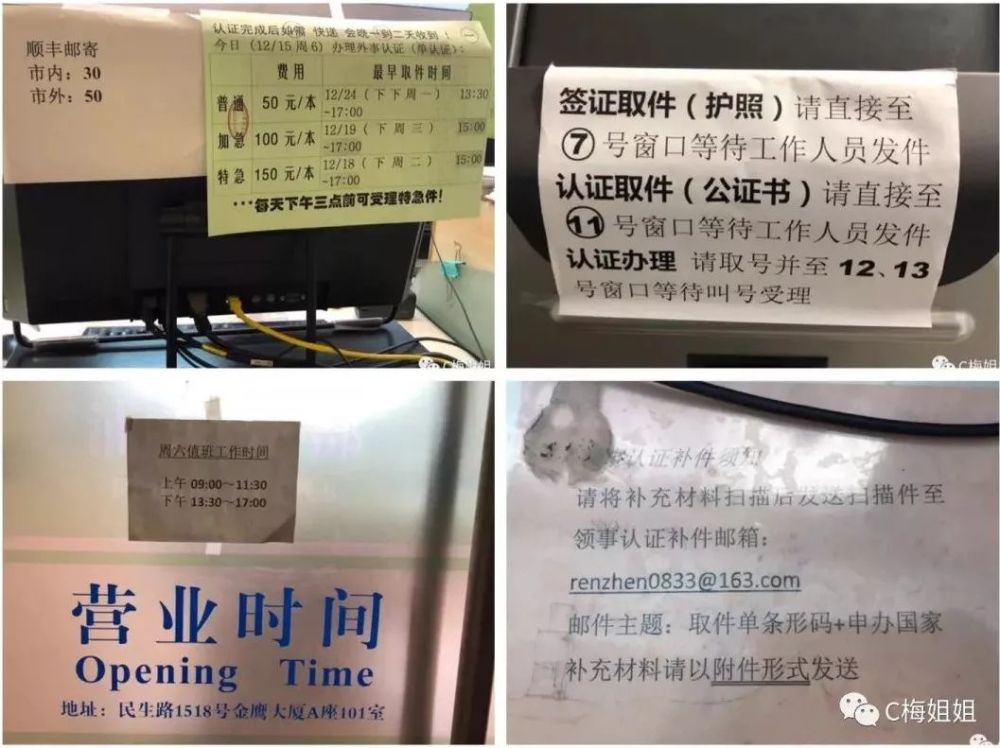 顺丰邮寄
市内：30
市外：50
认证完成后如需 快递 会晚一到二天收到！
今日（12/15 周6）办理外事认证（单认证）：
费用 最早取件时间
普通 50 元/本 12/24（下下周一） 13:30
~17:00
加急 100 元/本 12/19（下周三） 15:00
~17:00
特急 150 元/本 12/18（下周二） 15:00
~17:00
···每天下午三点前可受理特急件！
C梅姐
签证取件（护照）请直接至
⑦号窗口等待工作人员发件
认证取件（公证书）请直接至
⑪号窗口等待工作人员发件
认证办理 请取号并至 12、13
号窗口等待叫号受理
C梅姐姐
周六值班工作时间
上午 09:00～11:30
下午 13:30～17:00
营业时间
Opening Time
地址：民生路1518号金鹰大厦A座101室
事认证补件须知
请将补充材料扫描后发送扫描件至
领事认证补件邮箱：
renzhen0833@163.com
邮件主题：取件单条形码+申办国家
补充材料请以附件形式发送
C梅姐姐